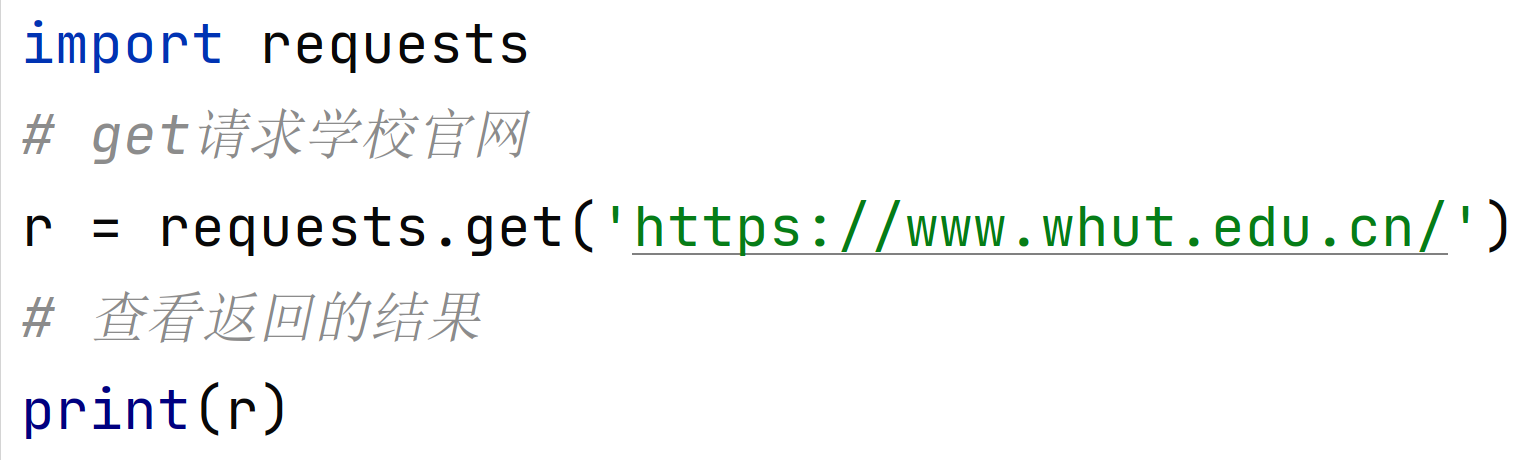 import requests
# get请求学校官网
r = requests.get('https://www.whut.edu.cn/')
# 查看返回的结果
print(r)